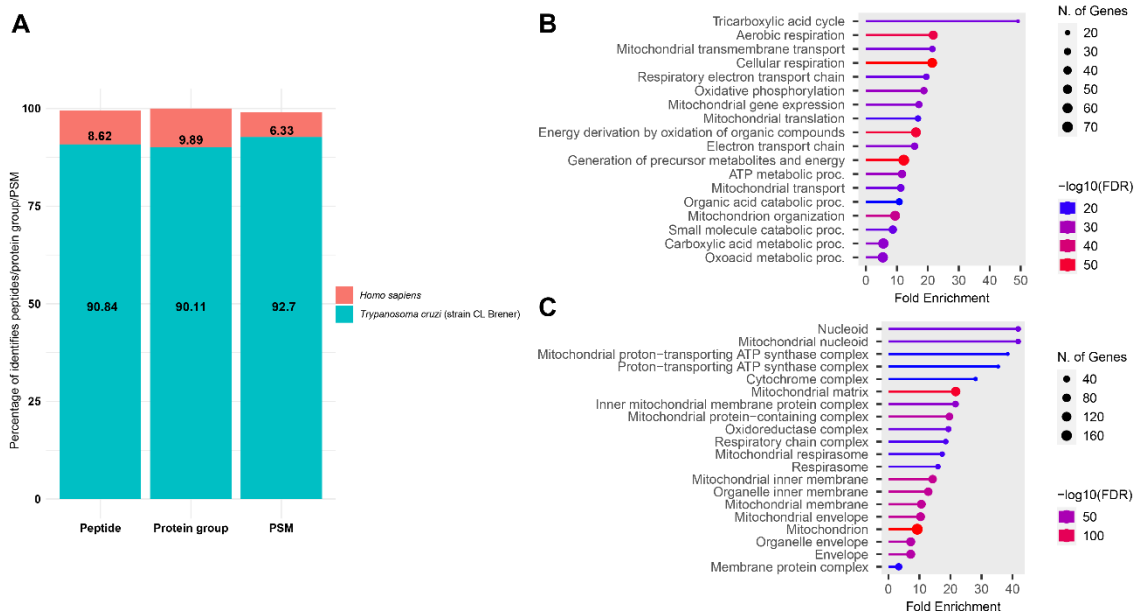 A
Percentage of identifies peptides/protein group/PSM
100
75
50
25
0
8.62
9.89
6.33
90.84
90.11
92.7
Peptide
Protein group
PSM
Homo sapiens
Trypanosoma cruzi (strain CL Brener)
B
Tricarboxylic acid cycle
Aerobic respiration
Mitochondrial transmembrane transport
Cellular respiration
Respiratory electron transport chain
Oxidative phosphorylation
Mitochondrial gene expression
Mitochondrial translation
Energy derivation by oxidation of organic compounds
Electron transport chain
Generation of precursor metabolites and energy
ATP metabolic proc.
Mitochondrial transport
Organic acid catabolic proc.
Mitochondrion organization
Small molecule catabolic proc.
Carboxylic acid metabolic proc.
Oxoacid metabolic proc.
0 10 20 30 40 50
Fold Enrichment
N. of Genes
20
30
40
50
60
70
-log10(FDR)
20
30
40
50
C
Nucleoid
Mitochondrial nucleoid
Mitochondrial proton-transporting ATP synthase complex
Proton-transporting ATP synthase complex
Cytochrome complex
Mitochondrial matrix
Inner mitochondrial membrane protein complex
Mitochondrial protein-containing complex
Oxidoreductase complex
Respiratory chain complex
Mitochondrial respirasome
Respirasome
Mitochondrial inner membrane
Organelle inner membrane
Mitochondrial membrane
Mitochondrial envelope
Mitochondrion
Organelle envelope
Envelope
Membrane protein complex
0 10 20 30 40
Fold Enrichment
N. of Genes
40
80
120
160
-log10(FDR)
50
100